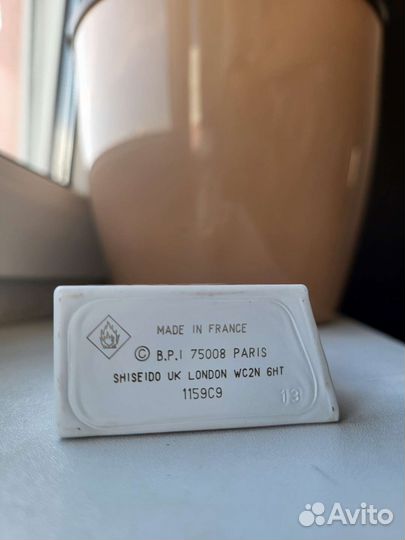 MADE IN FRANCE
© B.P.I 75008 PARIS
SHISEIDO UK LONDON WC2N 6HT
1159C9
13
Avito